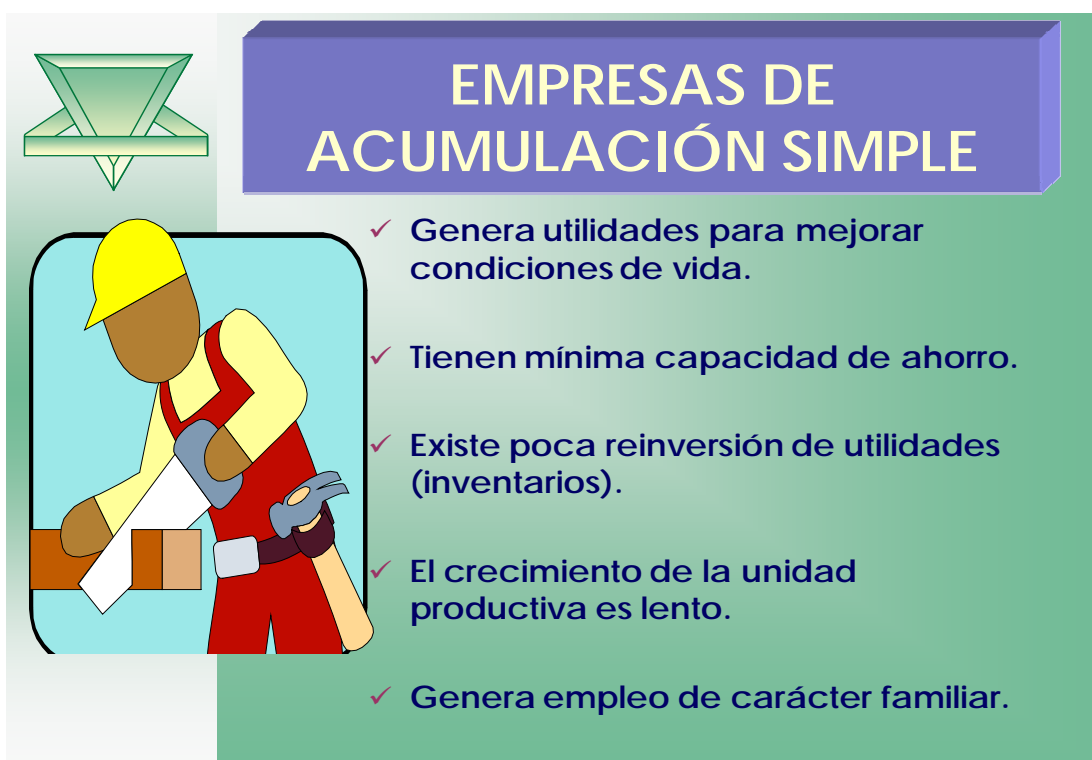 EMPRESAS DE
ACUMULACIÓN SIMPLE
✓ Genera utilidades para mejorar
condiciones de vida.
✓ Tienen mínima capacidad de ahorro.
✓ Existe poca reinversión de utilidades
(inventarios).
✓ El crecimiento de la unidad
productiva es lento.
✓ Genera empleo de carácter familiar.